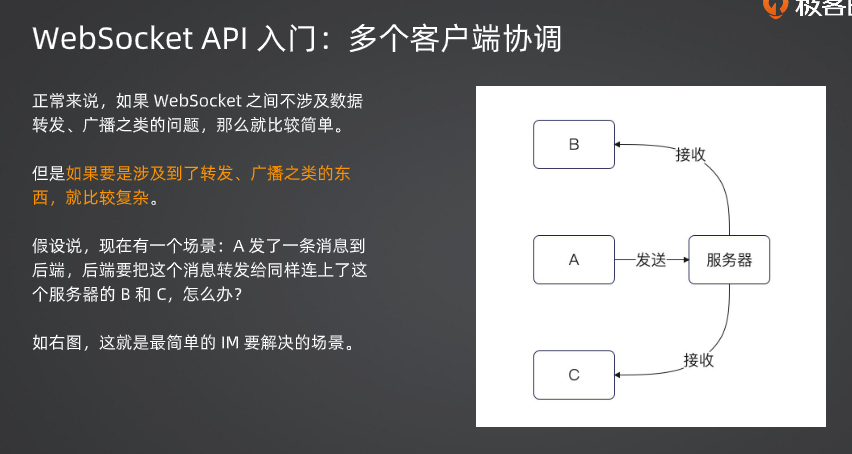 极客
WebSocket API 入门：多个客户端协调
正常来说，如果 WebSocket 之间不涉及数据
转发、广播之类的问题，那么就比较简单。
但是如果要是涉及到了转发、广播之类的东
西，就比较复杂。
假设说，现在有一个场景：A 发了一条消息到
后端，后端要把这个消息转发给同样连上了这
个服务器的 B 和 C，怎么办？
如右图，这就是最简单的 IM 要解决的场景。
B
接收
A
发送
服务器
接收
C